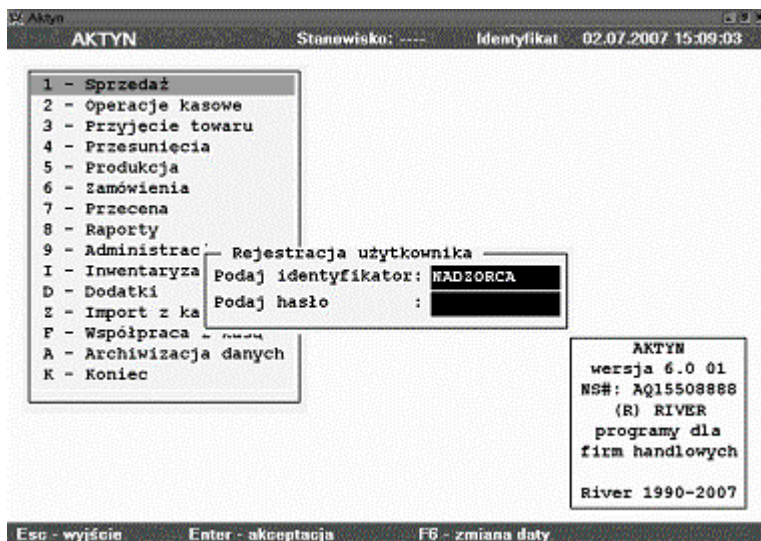 Aktyn
AKTYN Stanowisko: ---- Identyfikat 02.07.2007 15:09:03
1 - Sprzedaż
2 - Operacje kasowe
3 - Przyjęcie towaru
4 - Przesunięcia
5 - Produkcja
6 - Zamówienia
7 - Przecena
8 - Raporty
9 - Administrac
I - Inwentaryza
D - Dodatki
Z - Import z ka
F - Współpraca z kasą
A - Archiwizacja danych
K - Koniec
Rejestracja użytkownika
Podaj identyfikator: NADZORCA
Podaj hasło :
AKTYN
wersja 6.0 01
NS#: AQ15508888
(R) RIVER
programy dla
firm handlowych
River 1990-2007
Esc - wyjście Enter - akceptacja F6 - zmiana daty